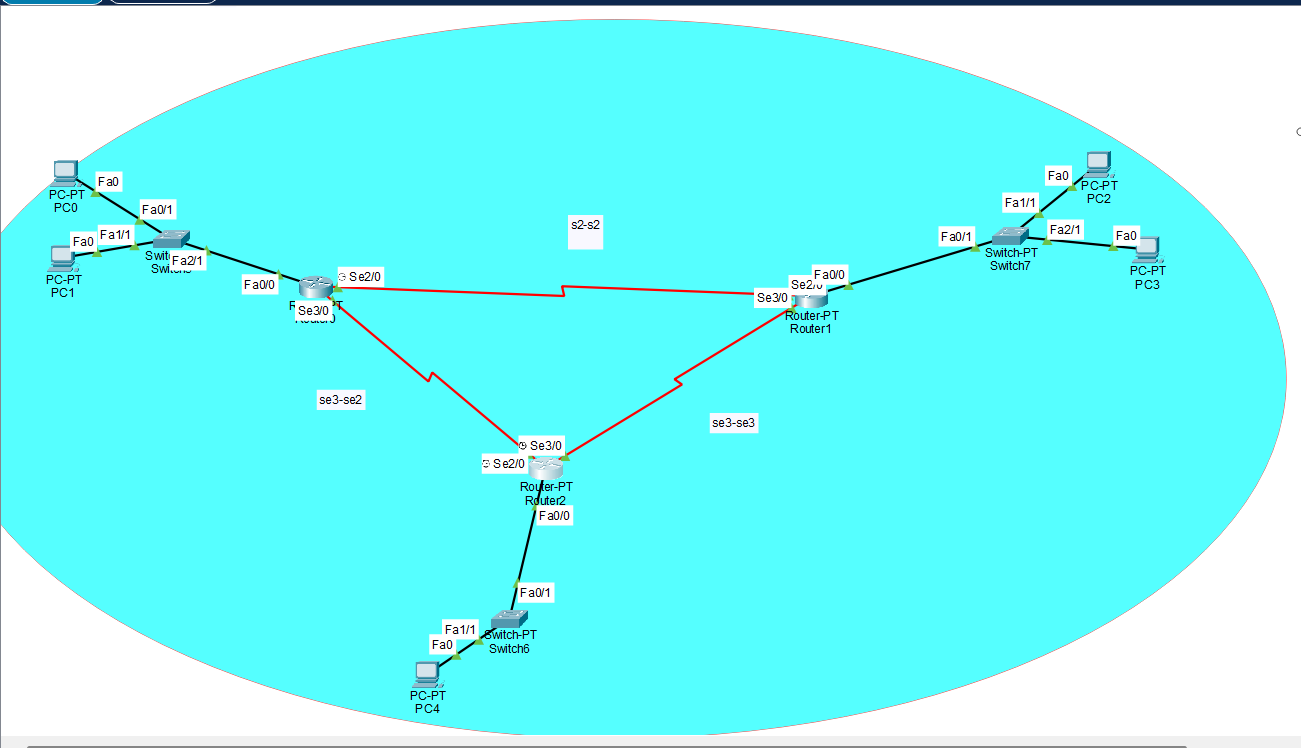 PC-PT
PC0
Fa0
Fa0/1
PC-PT
PC1
Fa0
Fa1/1
Fa2/1
Fa0/0
Se2/0
Se3/0
s2-s2
Se3/0
Se2/0
Fa0/0
Router-PT
Router1
Fa0/1
Fa1/1
Fa0
PC-PT
PC2
Fa2/1
Fa0
PC-PT
PC3
Switch-PT
Switch7
se3-se2
se3-se3
Se3/0
Se2/0
Router-PT
Router2
Fa0/0
Fa0/1
Fa1/1
Fa0
Switch-PT
Switch6
PC-PT
PC4